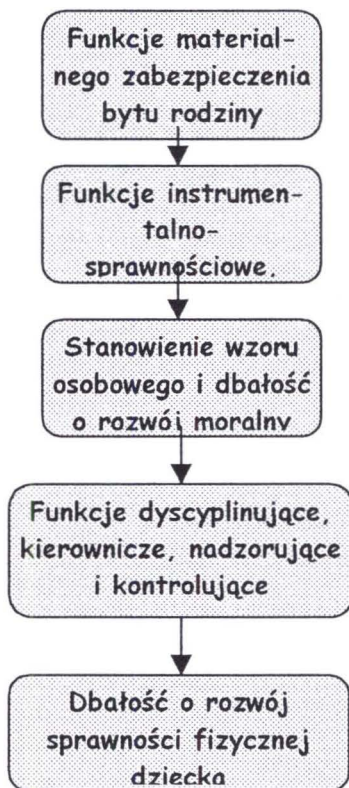 Funkcje material-
nego zabezpieczenia
bytu rodziny
Funkcje instrumen-
talno-
sprawnościowe.
Stanowienie wzoru
osobowego i dbałość
o rozwój moralny
Funkcje dyscyplinujące,
kierownicze, nadzorujące
i kontrolujące
Dbałość o rozwój
sprawności fizycznej
dziecka